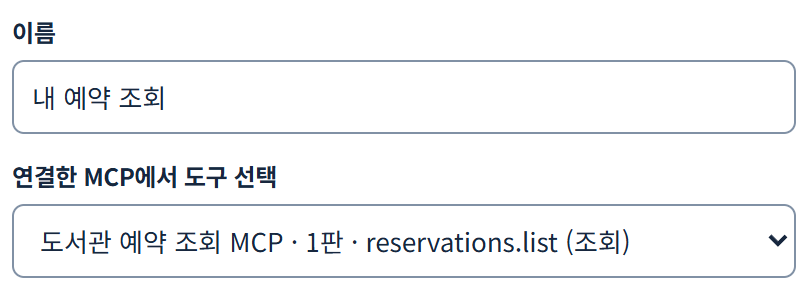 이름
내 예약 조회
연결한 MCP에서 도구 선택
도서관 예약 조회 MCP · 1판 · reservations.list (조회)